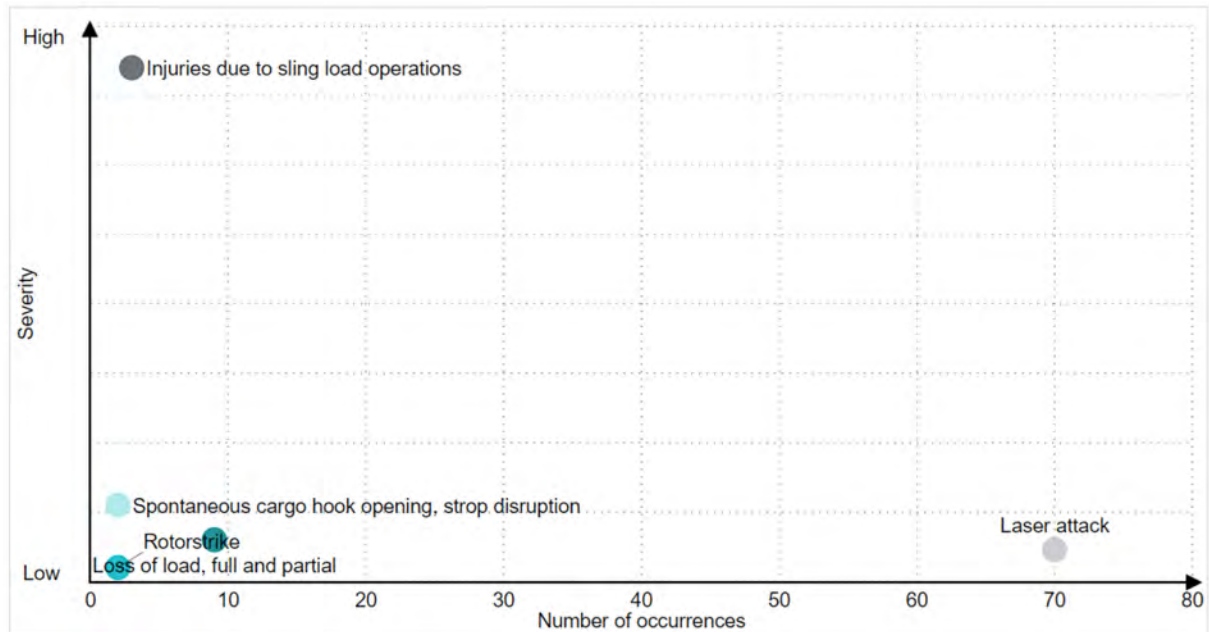 High
Injuries due to sling load operations
Severity
Spontaneous cargo hook opening, strop disruption
Laser attack
Rotorstrike
Loss of load, full and partial
Low
0 10 20 30 40 50 60 70 80
Number of occurrences